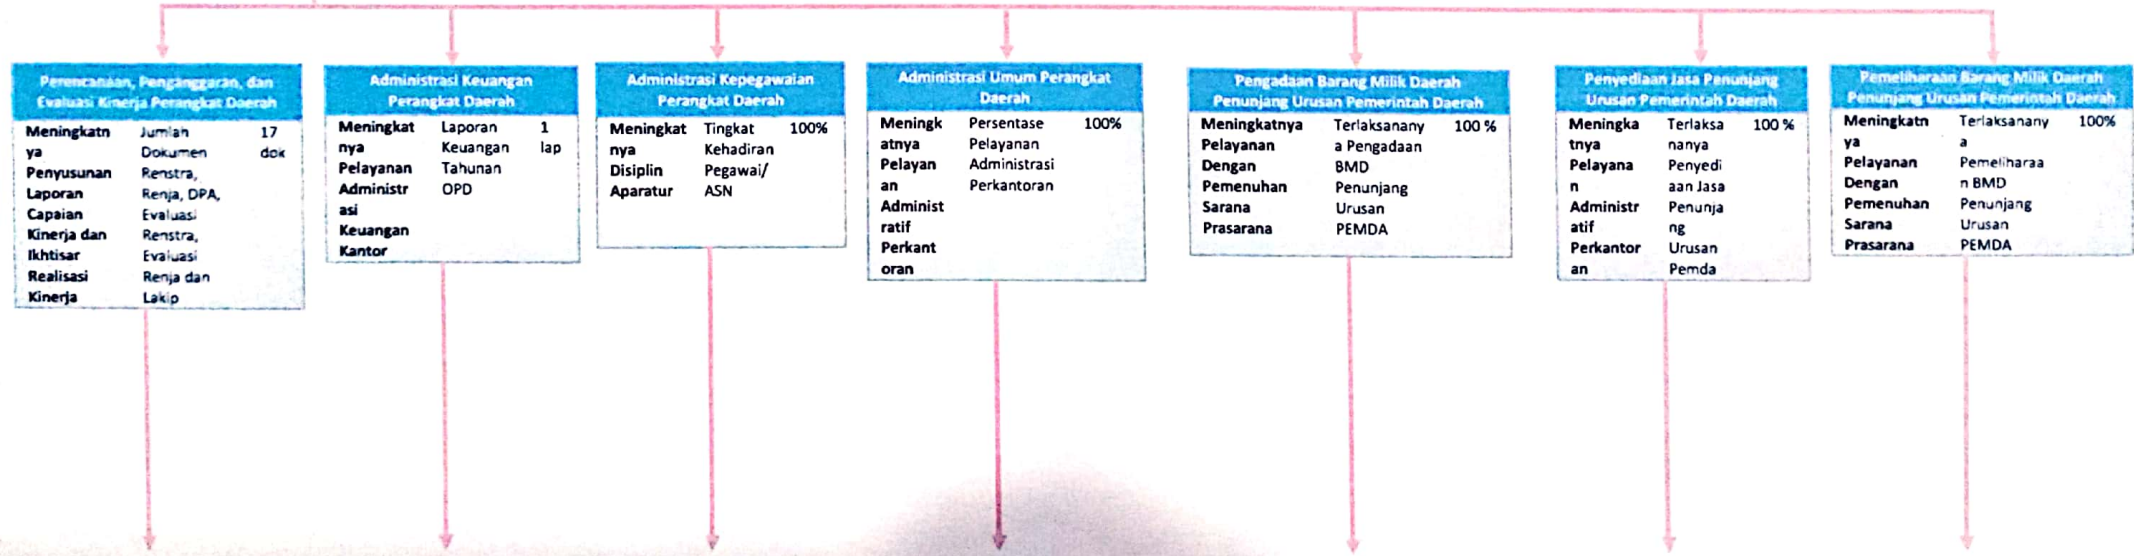 Perencanaan, Penganggaran, dan
Evaluasi Kinerja Perangkat Daerah
Meningkatn Jumlah 17
ya Dokumen dok
Penyusunan Renstra,
Laporan Renja, DPA,
Capaian Evaluasi
Kinerja dan Renstra,
Ikhtisar Evaluasi
Realisasi Renja dan
Kinerja Lakip
Administrasi Keuangan
Perangkat Daerah
Meningkat Laporan 1
nya Keuangan lap
Pelayanan Tahunan
Administr OPD
asi
Keuangan
Kantor
Administrasi Kepegawaian
Perangkat Daerah
Meningkat Tingkat 100%
nya Kehadiran
Disiplin Pegawai/
Aparatur ASN
Administrasi Umum Perangkat
Daerah
Meningk Persentase 100%
atnya Pelayanan
Pelayan Administrasi
an Perkantoran
Administ
ratif
Perkant
oran
Pengadaan Barang Milik Daerah
Penunjang Urusan Pemerintah Daerah
Meningkatnya Terlaksanany 100 %
Pelayanan a Pengadaan
Dengan BMD
Pemenuhan Penunjang
Sarana Urusan
Prasarana PEMDA
Penyediaan Jasa Penunjang
Urusan Pemerintah Daerah
Meningka Terlaksa 100 %
tnya nanya
Pelayana Penyedi
n aan Jasa
Administr Penunja
atif ng
Perkantor Urusan
an Pemda
Pemeliharaan Barang Milik Daerah
Penunjang Urusan Pemerintah Daerah
Meningkatn Terlaksanany 100%
ya a
Pelayanan Pemeliharaa
Dengan n BMD
Pemenuhan Penunjang
Sarana Urusan
Prasarana PEMDA